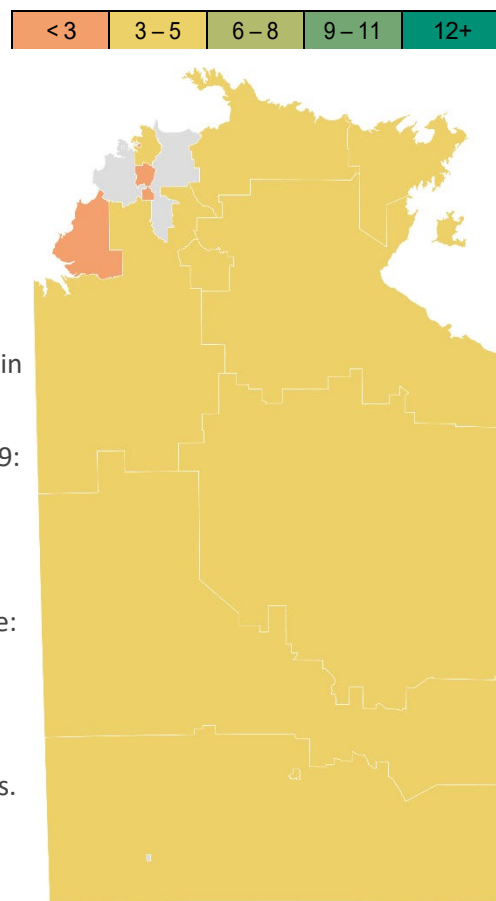 < 3 3 – 5 6 – 8 9 – 11 12+
in
9:
e:
s.